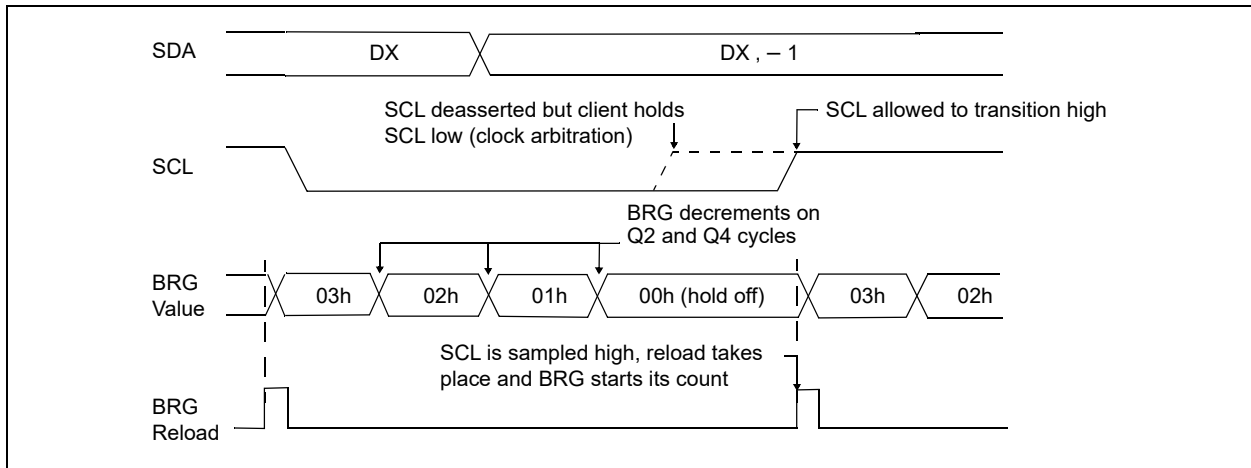 SDA
DX
DX , – 1
SCL deasserted but client holds
SCL low (clock arbitration)
SCL allowed to transition high
SCL
BRG decrements on
Q2 and Q4 cycles
BRG
Value
03h
02h
01h
00h (hold off)
03h
02h
SCL is sampled high, reload takes
place and BRG starts its count
BRG
Reload